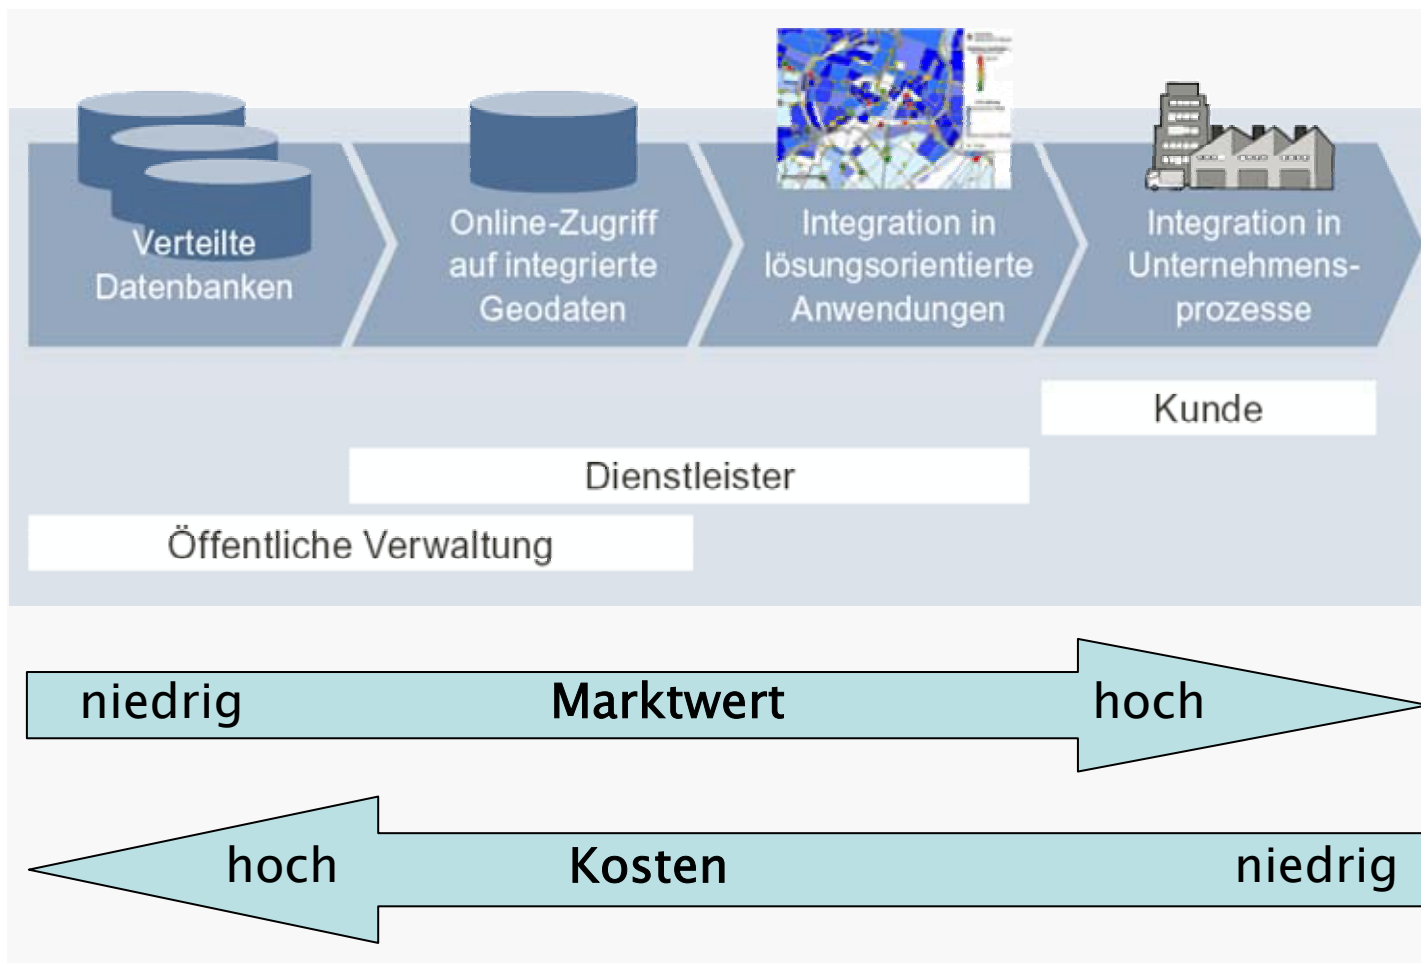 Verteilte
Datenbanken
Online-Zugriff
auf integrierte
Geodaten
Integration in
lösungsorientierte
Anwendungen
Integration in
Unternehmens-
prozesse
Kunde
Dienstleister
Öffentliche Verwaltung
niedrig Marktwert hoch
hoch Kosten niedrig